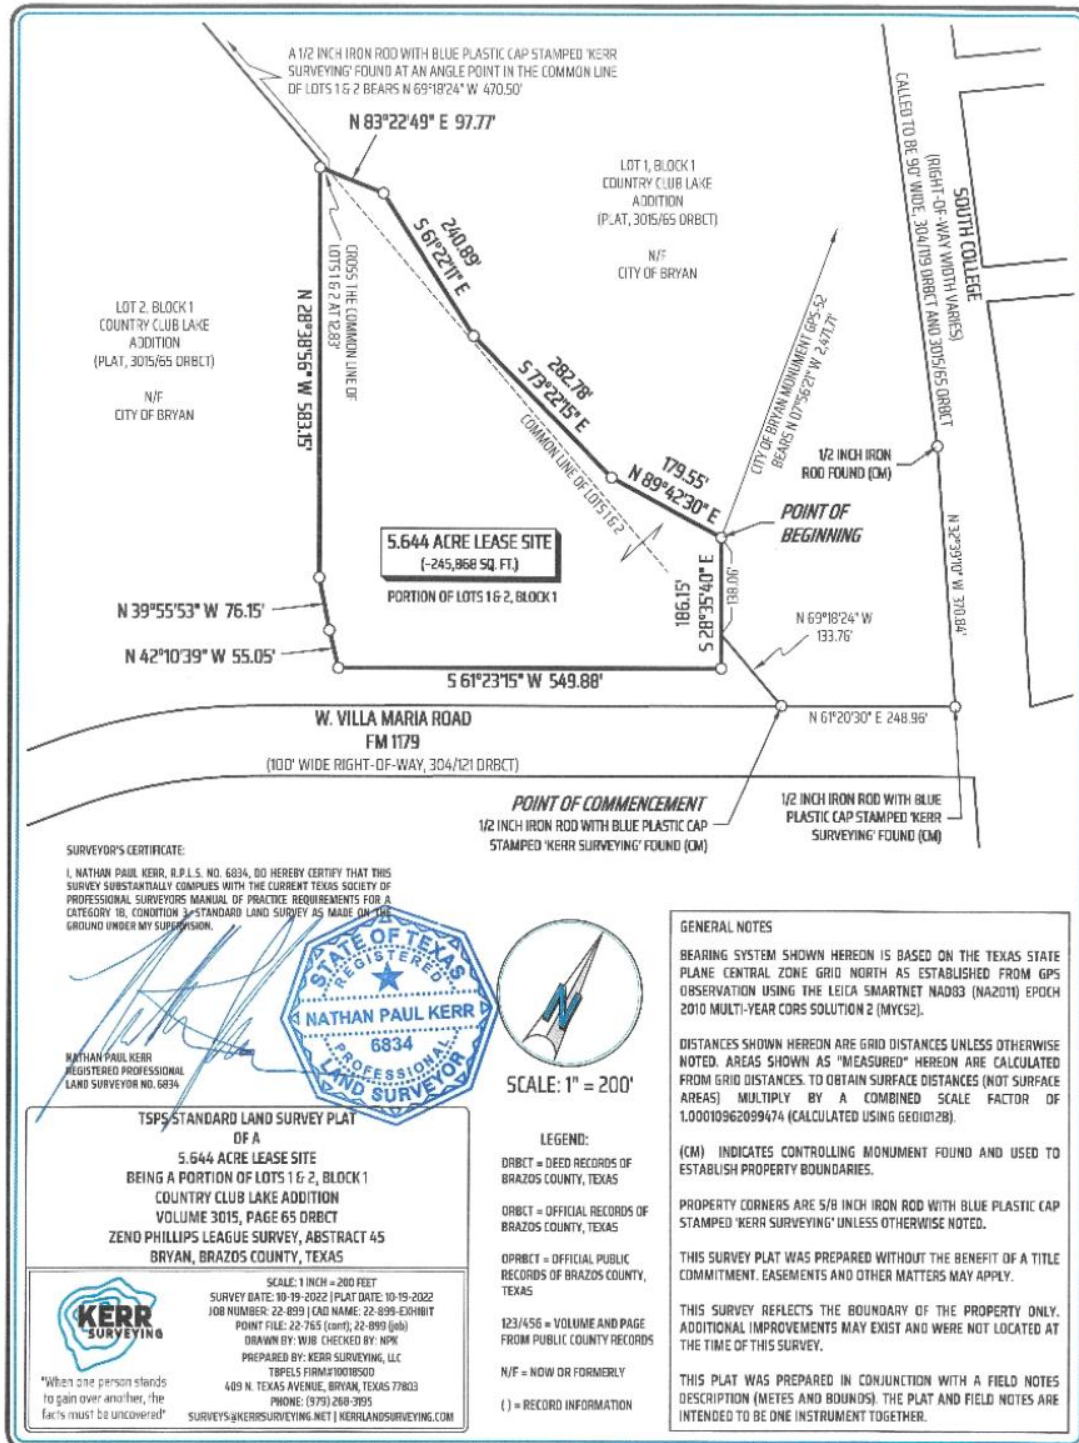 A 1/2 INCH IRON ROD WITH BLUE PLASTIC CAP STAMPED 'KERR
SURVEYING' FOUND AT AN ANGLE POINT IN THE COMMON LINE
OF LOTS 1 & 2 BEARS N 69°18'24" W 470.50'
N 83°22'49" E 97.77'
LOT 1, BLOCK 1
COUNTRY CLUB LAKE
ADDITION
(PLAT, 3015/65 ORBCT)
N/F
CITY OF BRYAN
SOUTH COLLEGE
(RIGHT-OF-WAY WIDTH VARIES)
CALLED TO BE 90' WIDE, 304/119 DRBCT AND 3015/65 ORBCT
240.89'
S 61°22'11" E
CROSS THE COMMON LINE OF
LOTS 1 & 2 AT 12.83'
LOT 2, BLOCK 1
COUNTRY CLUB LAKE
ADDITION
(PLAT, 3015/65 ORBCT)
N/F
CITY OF BRYAN
N 28°38'56" W 583.15'
282.78'
S 73°22'15" E
COMMON LINE OF LOTS 1 & 2
CITY OF BRYAN MONUMENT GPS-52
BEARS N 07°56'21" W 2,471.71'
179.55'
N 89°42'30" E
1/2 INCH IRON
ROD FOUND (CM)
POINT OF
BEGINNING
5.644 ACRE LEASE SITE
(~245,868 SQ. FT.)
PORTION OF LOTS 1 & 2, BLOCK 1
186.15'
S 28°35'40" E
138.06'
N 32°39'10" W 370.84'
N 39°55'53" W 76.15'
N 69°18'24" W
133.76'
N 42°10'39" W 55.05'
S 61°23'15" W 549.88'
N 61°20'30" E 248.96'
W. VILLA MARIA ROAD
FM 1179
(100' WIDE RIGHT-OF-WAY, 304/121 DRBCT)
POINT OF COMMENCEMENT
1/2 INCH IRON ROD WITH BLUE PLASTIC CAP
STAMPED 'KERR SURVEYING' FOUND (CM)
1/2 INCH IRON ROD WITH BLUE
PLASTIC CAP STAMPED 'KERR
SURVEYING' FOUND (CM)
SURVEYOR'S CERTIFICATE:
I, NATHAN PAUL KERR, R.P.L.S. NO. 6834, DO HEREBY CERTIFY THAT THIS
SURVEY SUBSTANTIALLY COMPLIES WITH THE CURRENT TEXAS SOCIETY OF
PROFESSIONAL SURVEYORS MANUAL OF PRACTICE REQUIREMENTS FOR A
CATEGORY 1B, CONDITION 3, STANDARD LAND SURVEY AS MADE ON THE
GROUND UNDER MY SUPERVISION.
STATE OF TEXAS
REGISTERED
NATHAN PAUL KERR
6834
PROFESSIONAL
LAND SURVEYOR
NATHAN PAUL KERR
REGISTERED PROFESSIONAL
LAND SURVEYOR NO. 6834
N
SCALE: 1" = 200'
TSPS STANDARD LAND SURVEY PLAT
OF A
5.644 ACRE LEASE SITE
BEING A PORTION OF LOTS 1 & 2, BLOCK 1
COUNTRY CLUB LAKE ADDITION
VOLUME 3015, PAGE 65 ORBCT
ZENO PHILLIPS LEAGUE SURVEY, ABSTRACT 45
BRYAN, BRAZOS COUNTY, TEXAS
KERR
SURVEYING
"When one person stands
to gain over another, the
facts must be uncovered"
SCALE: 1 INCH = 200 FEET
SURVEY DATE: 10-19-2022 | PLAT DATE: 10-19-2022
JOB NUMBER: 22-899 | CAD NAME: 22-899-EXHIBIT
POINT FILE: 22-765 (cont); 22-899 (job)
DRAWN BY: WJB CHECKED BY: NPK
PREPARED BY: KERR SURVEYING, LLC
TBPELS FIRM#10018500
409 N. TEXAS AVENUE, BRYAN, TEXAS 77803
PHONE: (979) 268-3195
SURVEYS@KERRSURVEYING.NET | KERRLANDSURVEYING.COM
LEGEND:
DRBCT = DEED RECORDS OF
BRAZOS COUNTY, TEXAS
ORBCT = OFFICIAL RECORDS OF
BRAZOS COUNTY, TEXAS
OPRBCT = OFFICIAL PUBLIC
RECORDS OF BRAZOS COUNTY,
TEXAS
123/456 = VOLUME AND PAGE
FROM PUBLIC COUNTY RECORDS
N/F = NOW OR FORMERLY
( ) = RECORD INFORMATION
GENERAL NOTES
BEARING SYSTEM SHOWN HEREON IS BASED ON THE TEXAS STATE
PLANE CENTRAL ZONE GRID NORTH AS ESTABLISHED FROM GPS
OBSERVATION USING THE LEICA SMARTNET NAD83 (NA2011) EPOCH
2010 MULTI-YEAR CORS SOLUTION 2 (MYCS2).
DISTANCES SHOWN HEREON ARE GRID DISTANCES UNLESS OTHERWISE
NOTED. AREAS SHOWN AS "MEASURED" HEREON ARE CALCULATED
FROM GRID DISTANCES. TO OBTAIN SURFACE DISTANCES (NOT SURFACE
AREAS) MULTIPLY BY A COMBINED SCALE FACTOR OF
1.00010962099474 (CALCULATED USING GEOID12B).
(CM) INDICATES CONTROLLING MONUMENT FOUND AND USED TO
ESTABLISH PROPERTY BOUNDARIES.
PROPERTY CORNERS ARE 5/8 INCH IRON ROD WITH BLUE PLASTIC CAP
STAMPED 'KERR SURVEYING' UNLESS OTHERWISE NOTED.
THIS SURVEY PLAT WAS PREPARED WITHOUT THE BENEFIT OF A TITLE
COMMITMENT. EASEMENTS AND OTHER MATTERS MAY APPLY.
THIS SURVEY REFLECTS THE BOUNDARY OF THE PROPERTY ONLY.
ADDITIONAL IMPROVEMENTS MAY EXIST AND WERE NOT LOCATED AT
THE TIME OF THIS SURVEY.
THIS PLAT WAS PREPARED IN CONJUNCTION WITH A FIELD NOTES
DESCRIPTION (METES AND BOUNDS). THE PLAT AND FIELD NOTES ARE
INTENDED TO BE ONE INSTRUMENT TOGETHER.